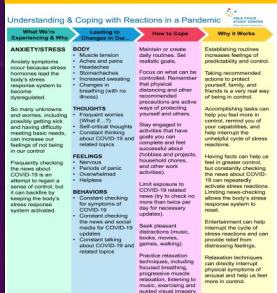 Understanding & Coping with Reactions in a Pandemic
YALE CHILD
STUDY CENTER
What We're
Experiencing & Why
ANXIETY/STRESS
Anxiety symptoms
occur because stress
hormones lead the
body's stress
response system to
become
dysregulated.
So many unknowns
and worries, including
possibly getting sick
and having difficulty
meeting basic needs,
can lead to
feelings of not being
in our control
Frequently checking
the news about
COVID-19 is an
attempt to regain a
sense of control, but
it can backfire by
keeping the body's
stress response
system activated.
Leading to
Changes in Our...
BODY
• Muscle tension
• Aches and pains
• Headaches
• Stomachaches
• Increased sweating
• Changes in
breathing (with no
THOUGHTS
• Frequent worries
(What if…?)
• Self-critical thoughts
• Constant thinking
about COVID-19 and
related topics
FEELINGS
• Nervous
• Periods of panic
• Overwhelmed
• Helpless
BEHAVIORS
• Constant checking
for symptoms of
COVID-19
• Constant checking
the news and social
media for COVID-19
updates
• Constant talking
about COVID-19 and
related topics
How to Cope
Maintain or create
daily routines. Set
realistic goals.
Focus on what can be
controlled. Remember
that physical
distancing and other
recommended
precautions are active
ways of protecting
yourself and others.
Stay engaged in
activities that have
goals you can
complete and feel
successful about
(hobbies and projects,
household chores,
and other work
activities).
Limit exposure to
COVID-19 related
news (try to check no
more than twice per
day for necessary
updates).
Seek pleasant
distractions (music,
books, movies,
games, walking).
Practice relaxation
techniques, including
focused breathing,
progressive muscle
relaxation, listening to
music, exercising and
guided visual imagery.
Why it Works
Establishing routines
increases feelings of
predictability and control.
Taking recommended
actions to protect
yourself, family, and
friends is a very real way
of being in control.
Accomplishing tasks can
help you feel more in
control, remind you of
your capabilities, and
help interrupt the
unhelpful cycle of stress
reactions.
Having facts can help us
feel in greater control,
but constantly checking
the news about COVID-
19 can repeatedly
activate stress reactions.
Limiting news-checking
allows the body's stress
response system to
reset.
Entertainment can help
interrupt the cycle of
stress reactions and can
provide relief from
distressing feelings.
Relaxation techniques
can directly interrupt
physical symptoms of
arousal and help us feel
more in control.